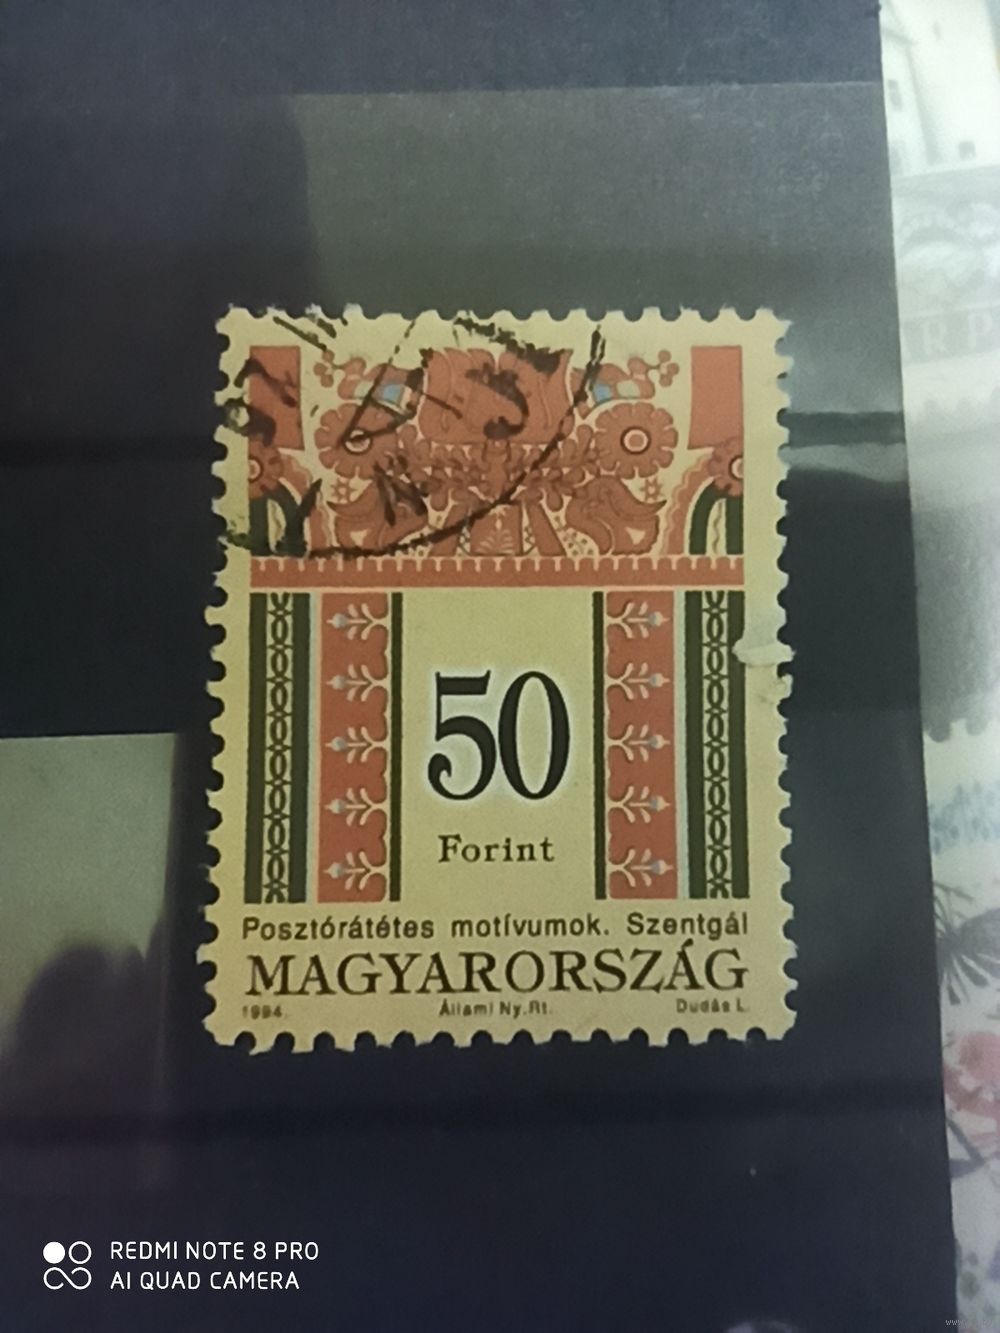 50
Forint
Posztórátétes motívumok. Szentgál
MAGYARORSZÁG
1994. Állami Ny.Rt. Dudás L.
REDMI NOTE 8 PRO
AI QUAD CAMERA